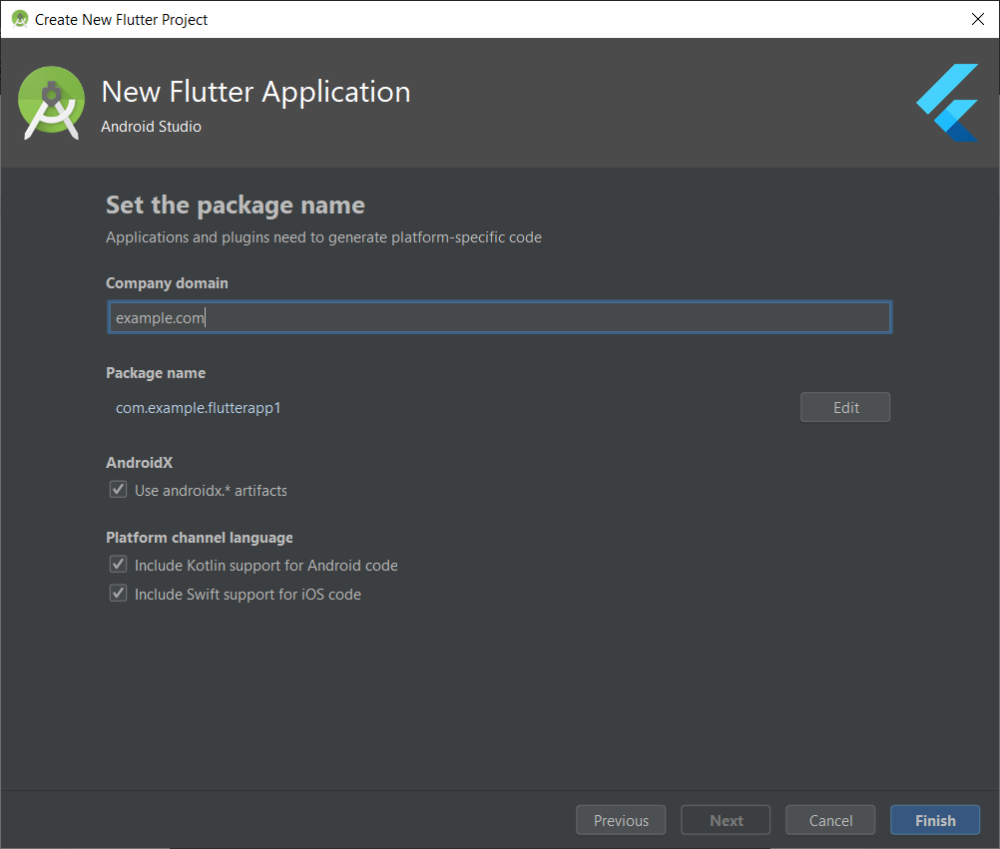 Create New Flutter Project
New Flutter Application
Android Studio
Set the package name
Applications and plugins need to generate platform-specific code
Company domain
example.com
Package name
com.example.flutterapp1
Edit
AndroidX
Use androidx.* artifacts
Platform channel language
Include Kotlin support for Android code
Include Swift support for iOS code
Previous
Next
Cancel
Finish